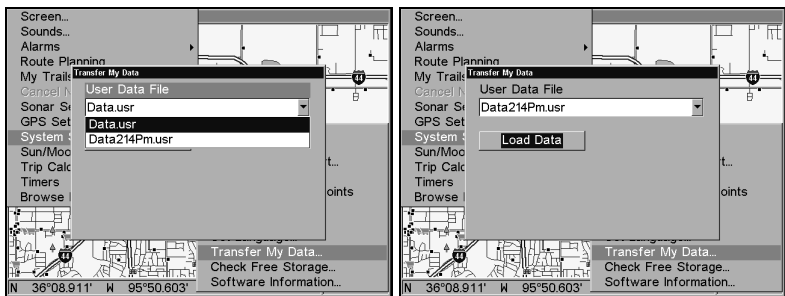 Screen...
Sounds...
Alarms
Route Planning
My Trails
Transfer My Data
Cancel N
User Data File
Sonar Se
Data.usr
GPS Set
Data.usr
System S
Data214Pm.usr
Sun/Moo
Trip Calc
t...
Timers
Browse
oints
44
44
Transfer My Data...
Check Free Storage...
Software Information...
N 36°08.911' W 95°50.603'
Screen...
Sounds...
Alarms
Route Planning
My Trails
Transfer My Data
Cancel N
User Data File
Sonar Se
Data214Pm.usr
GPS Set
System S
Load Data
Sun/Moo
Trip Calc
t...
Timers
Browse
oints
44
44
Transfer My Data...
Check Free Storage...
Software Information...
N 36°08.911' W 95°50.603'